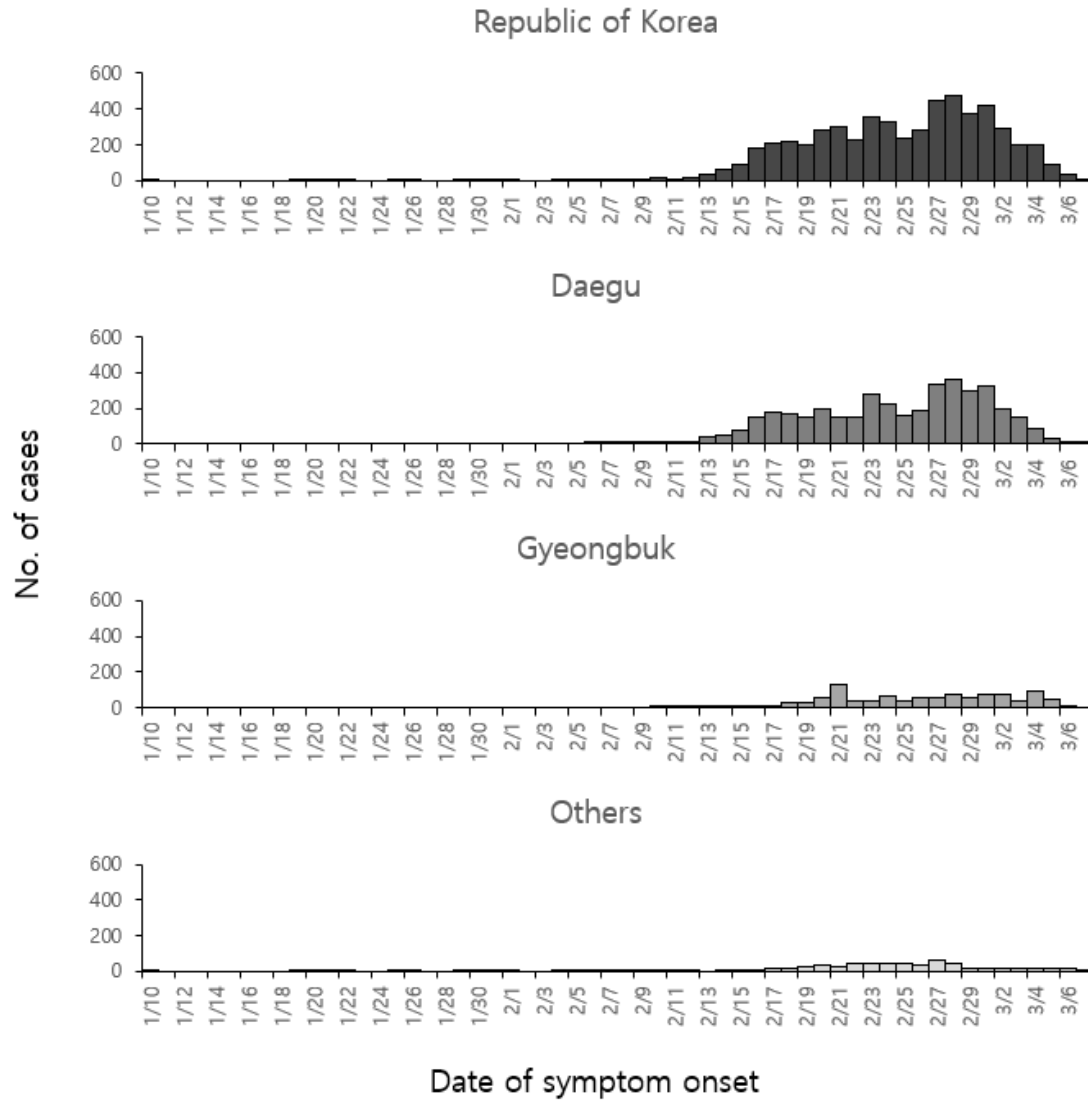 Republic of Korea
600
400
200
0
1/10 1/12 1/14 1/16 1/18 1/20 1/22 1/24 1/26 1/28 1/30 2/1 2/3 2/5 2/7 2/9 2/11 2/13 2/15 2/17 2/19 2/21 2/23 2/25 2/27 2/29 3/2 3/4 3/6
Daegu
600
400
200
0
1/10 1/12 1/14 1/16 1/18 1/20 1/22 1/24 1/26 1/28 1/30 2/1 2/3 2/5 2/7 2/9 2/11 2/13 2/15 2/17 2/19 2/21 2/23 2/25 2/27 2/29 3/2 3/4 3/6
No. of cases
Gyeongbuk
600
400
200
0
1/10 1/12 1/14 1/16 1/18 1/20 1/22 1/24 1/26 1/28 1/30 2/1 2/3 2/5 2/7 2/9 2/11 2/13 2/15 2/17 2/19 2/21 2/23 2/25 2/27 2/29 3/2 3/4 3/6
Others
600
400
200
0
1/10 1/12 1/14 1/16 1/18 1/20 1/22 1/24 1/26 1/28 1/30 2/1 2/3 2/5 2/7 2/9 2/11 2/13 2/15 2/17 2/19 2/21 2/23 2/25 2/27 2/29 3/2 3/4 3/6
Date of symptom onset